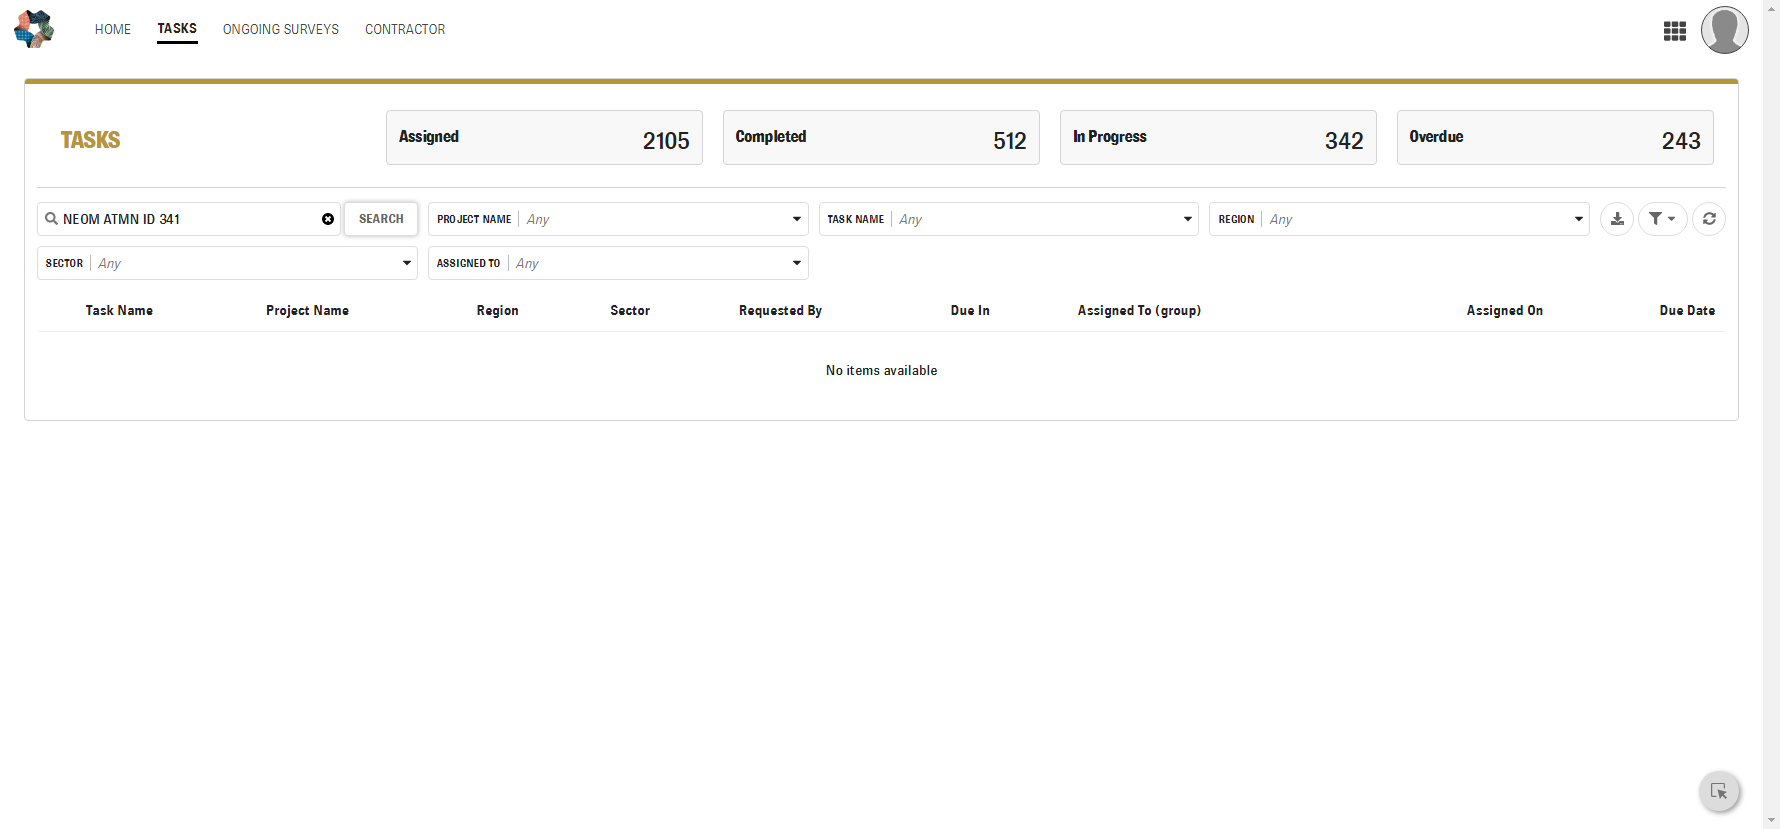 HOME TASKS ONGOING SURVEYS CONTRACTOR
TASKS
Assigned 2105
Completed 512
In Progress 342
Overdue 243
NEOM ATMN ID 341 SEARCH PROJECT NAME Any TASK NAME Any REGION Any
SECTOR Any ASSIGNED TO Any
Task Name Project Name Region Sector Requested By Due In Assigned To (group) Assigned On Due Date
No items available